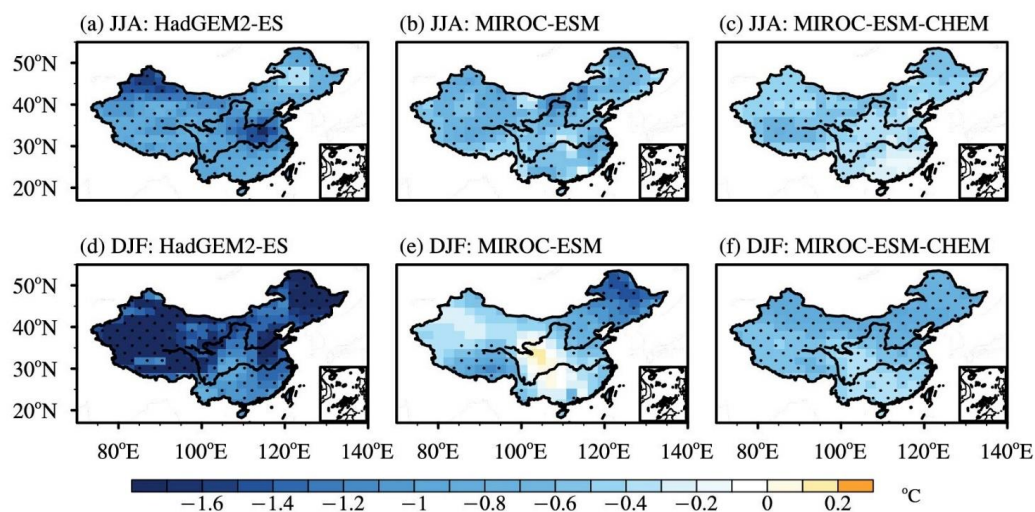 (a) JJA: HadGEM2-ES (b) JJA: MIROC-ESM (c) JJA: MIROC-ESM-CHEM
50°N
40°N
30°N
20°N
(d) DJF: HadGEM2-ES (e) DJF: MIROC-ESM (f) DJF: MIROC-ESM-CHEM
50°N
40°N
30°N
20°N
80°E 100°E 120°E 80°E 100°E 120°E 80°E 100°E 120°E 140°E
−1.6 −1.4 −1.2 −1 −0.8 −0.6 −0.4 −0.2 0 0.2 °C